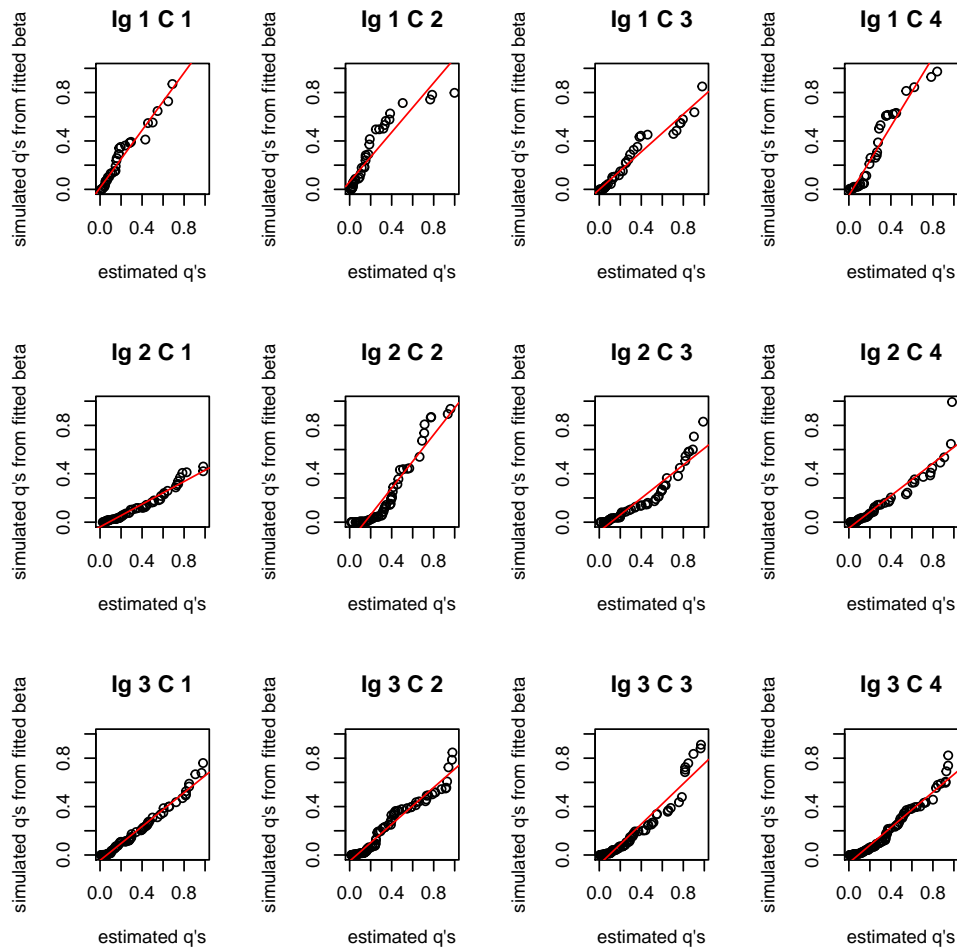 Ig 1 C 1
simulated q's from fitted beta
0.0 0.4 0.8
0.0 0.4 0.8
estimated q's
Ig 1 C 2
simulated q's from fitted beta
0.0 0.4 0.8
0.0 0.4 0.8
estimated q's
Ig 1 C 3
simulated q's from fitted beta
0.0 0.4 0.8
0.0 0.4 0.8
estimated q's
Ig 1 C 4
simulated q's from fitted beta
0.0 0.4 0.8
0.0 0.4 0.8
estimated q's
Ig 2 C 1
simulated q's from fitted beta
0.0 0.4 0.8
0.0 0.4 0.8
estimated q's
Ig 2 C 2
simulated q's from fitted beta
0.0 0.4 0.8
0.0 0.4 0.8
estimated q's
Ig 2 C 3
simulated q's from fitted beta
0.0 0.4 0.8
0.0 0.4 0.8
estimated q's
Ig 2 C 4
simulated q's from fitted beta
0.0 0.4 0.8
0.0 0.4 0.8
estimated q's
Ig 3 C 1
simulated q's from fitted beta
0.0 0.4 0.8
0.0 0.4 0.8
estimated q's
Ig 3 C 2
simulated q's from fitted beta
0.0 0.4 0.8
0.0 0.4 0.8
estimated q's
Ig 3 C 3
simulated q's from fitted beta
0.0 0.4 0.8
0.0 0.4 0.8
estimated q's
Ig 3 C 4
simulated q's from fitted beta
0.0 0.4 0.8
0.0 0.4 0.8
estimated q's